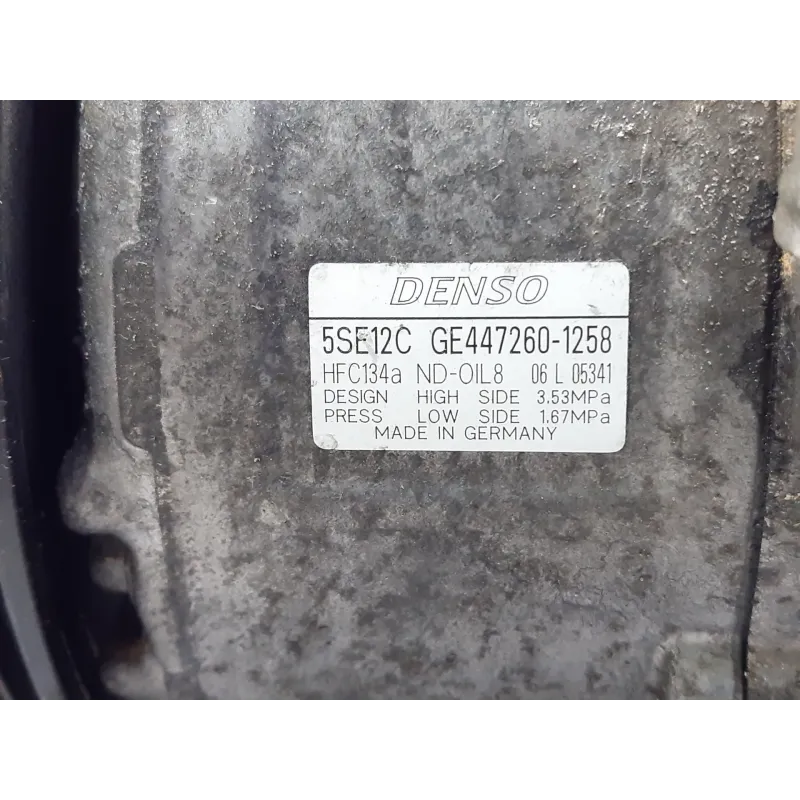 DENSO
5SE12C GE447260-1258
HFC134a ND-OIL8 06 L 05341
DESIGN HIGH SIDE 3.53MPa
PRESS LOW SIDE 1.67MPa
MADE IN GERMANY